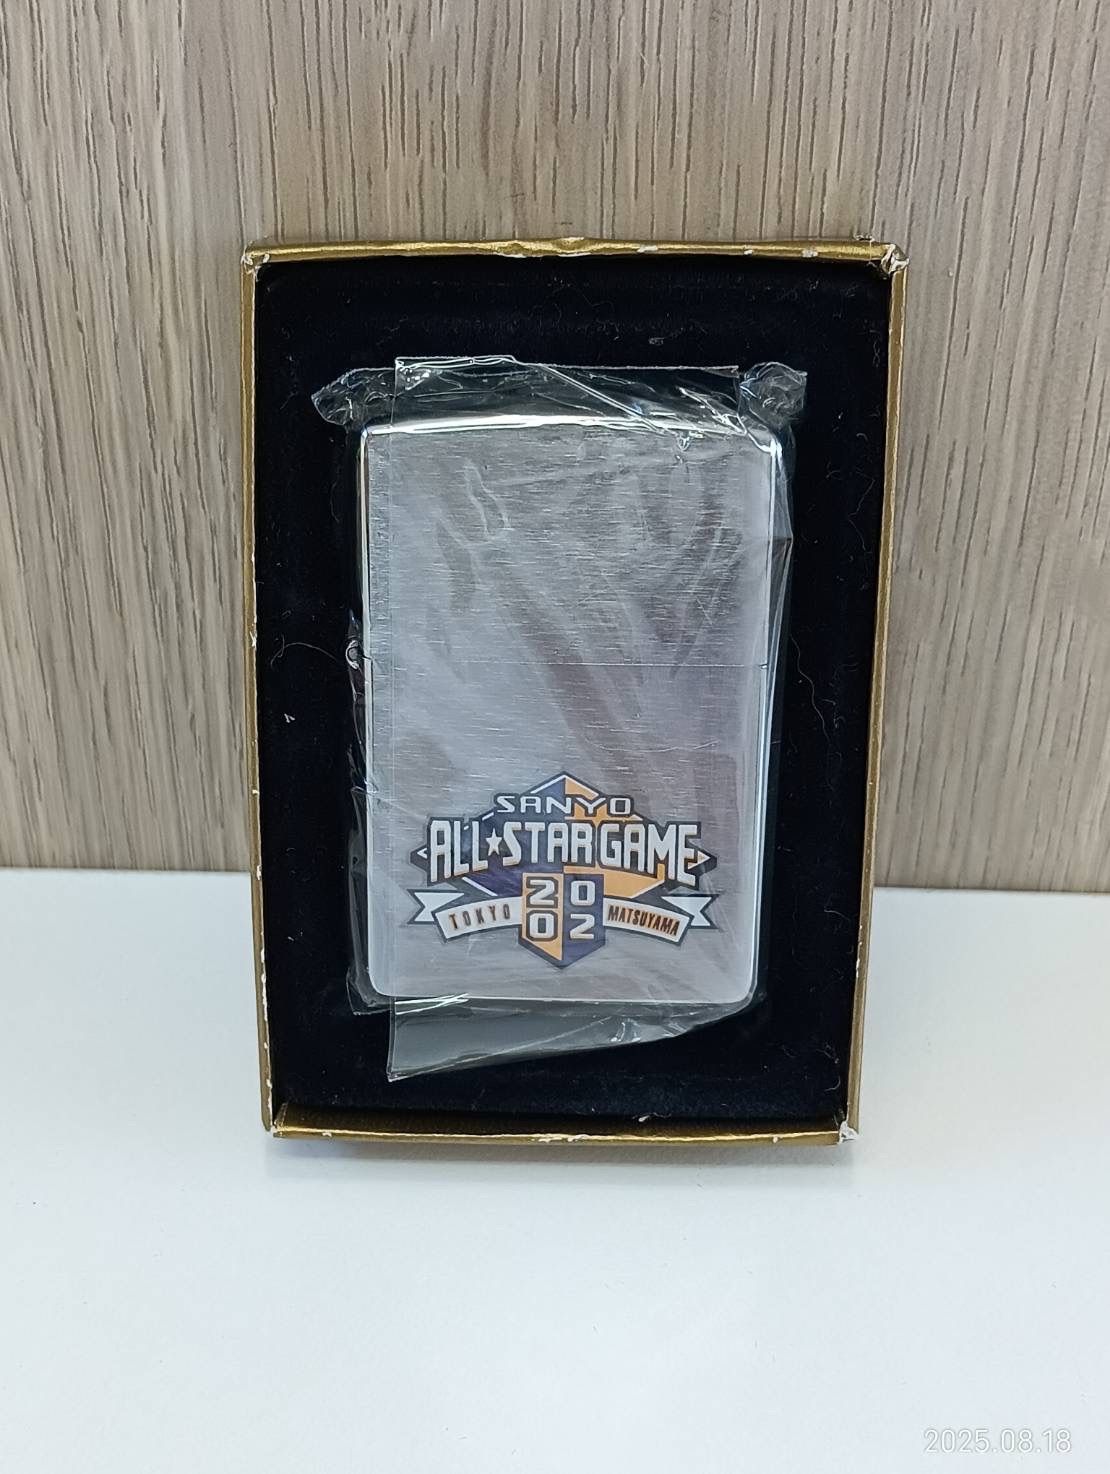 SANYO
ALL★STAR GAME
20 02
TOKYO MATSUYAMA
2025.08.18